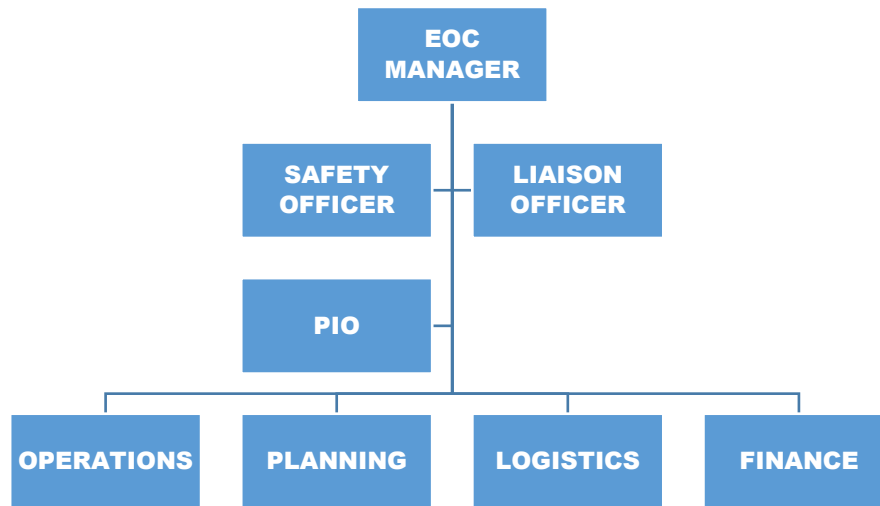 EOC
MANAGER
SAFETY
OFFICER
LIAISON
OFFICER
PIO
OPERATIONS
PLANNING
LOGISTICS
FINANCE